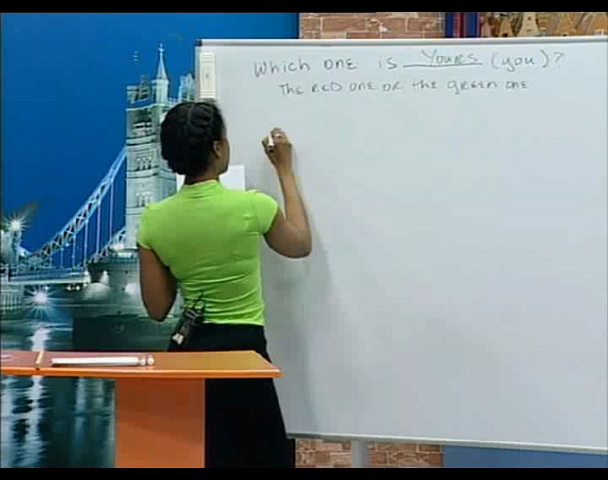 Which one is Yours (you)?
The red one or the green one